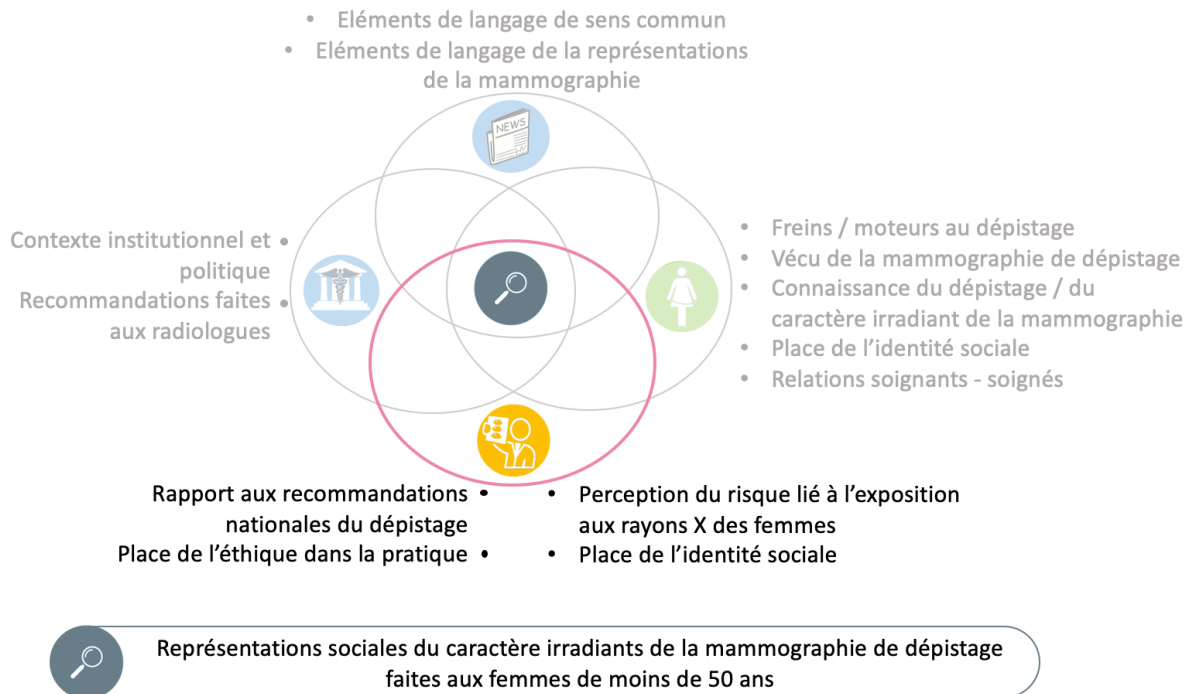 • Eléments de langage de sens commun
• Eléments de langage de la représentations
de la mammographie
NEWS
Contexte institutionnel et •
politique
Recommandations faites •
aux radiologues
• Freins / moteurs au dépistage
• Vécu de la mammographie de dépistage
• Connaissance du dépistage / du
caractère irradiant de la mammographie
• Place de l’identité sociale
• Relations soignants - soignés
Rapport aux recommandations •
nationales du dépistage
Place de l’éthique dans la pratique •
• Perception du risque lié à l’exposition
aux rayons X des femmes
• Place de l’identité sociale
Représentations sociales du caractère irradiants de la mammographie de dépistage
faites aux femmes de moins de 50 ans